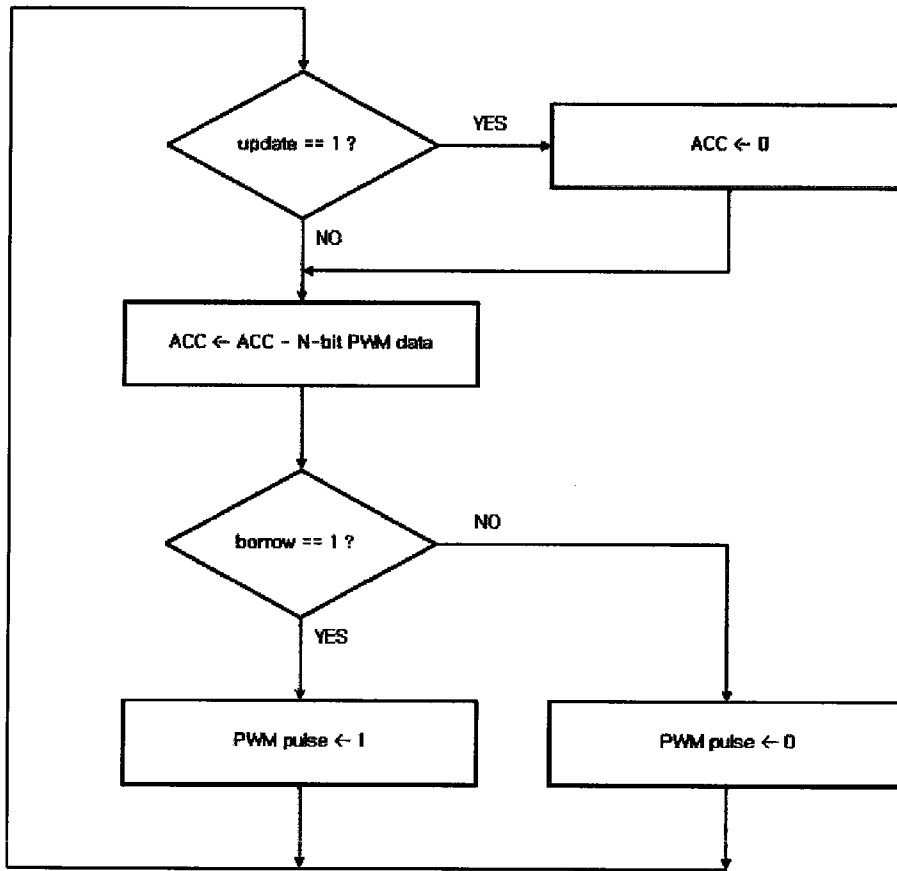 update == 1 ?
YES
ACC ← 0
NO
ACC ← ACC - N-bit PWM data
borrow == 1 ?
NO
YES
PWM pulse ← 1
PWM pulse ← 0